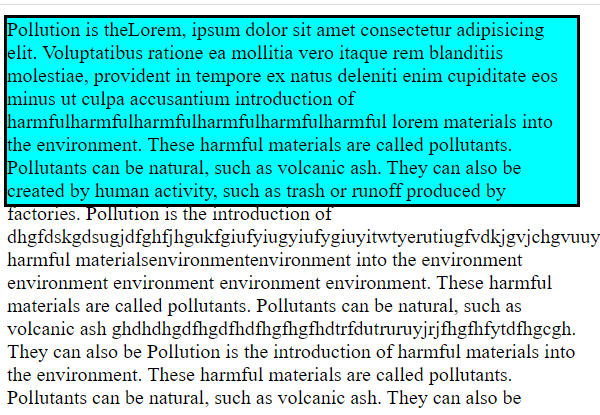 Pollution is theLorem, ipsum dolor sit amet consectetur adipisicing
elit. Voluptatibus ratione ea mollitia vero itaque rem blanditiis
molestiae, provident in tempore ex natus deleniti enim cupiditate eos
minus ut culpa accusantium introduction of
harmfulharmfulharmfulharmfulharmfulharmful lorem materials into
the environment. These harmful materials are called pollutants.
Pollutants can be natural, such as volcanic ash. They can also be
created by human activity, such as trash or runoff produced by
factories. Pollution is the introduction of
dhgfdskgdsugjdfghfjhgukfgiufyiugyiufygiuyitwtyerutiugfvdkjgvjchgvuuy
harmful materialsenvironmentenvironment into the environment
environment environment environment environment. These harmful
materials are called pollutants. Pollutants can be natural, such as
volcanic ash ghdhdhgdfhgdfhdfhgfhgfhdtrfdutruruyjrjfhgfhfytdfhgcgh.
They can also be Pollution is the introduction of harmful materials into
the environment. These harmful materials are called pollutants.
Pollutants can be natural, such as volcanic ash. They can also be